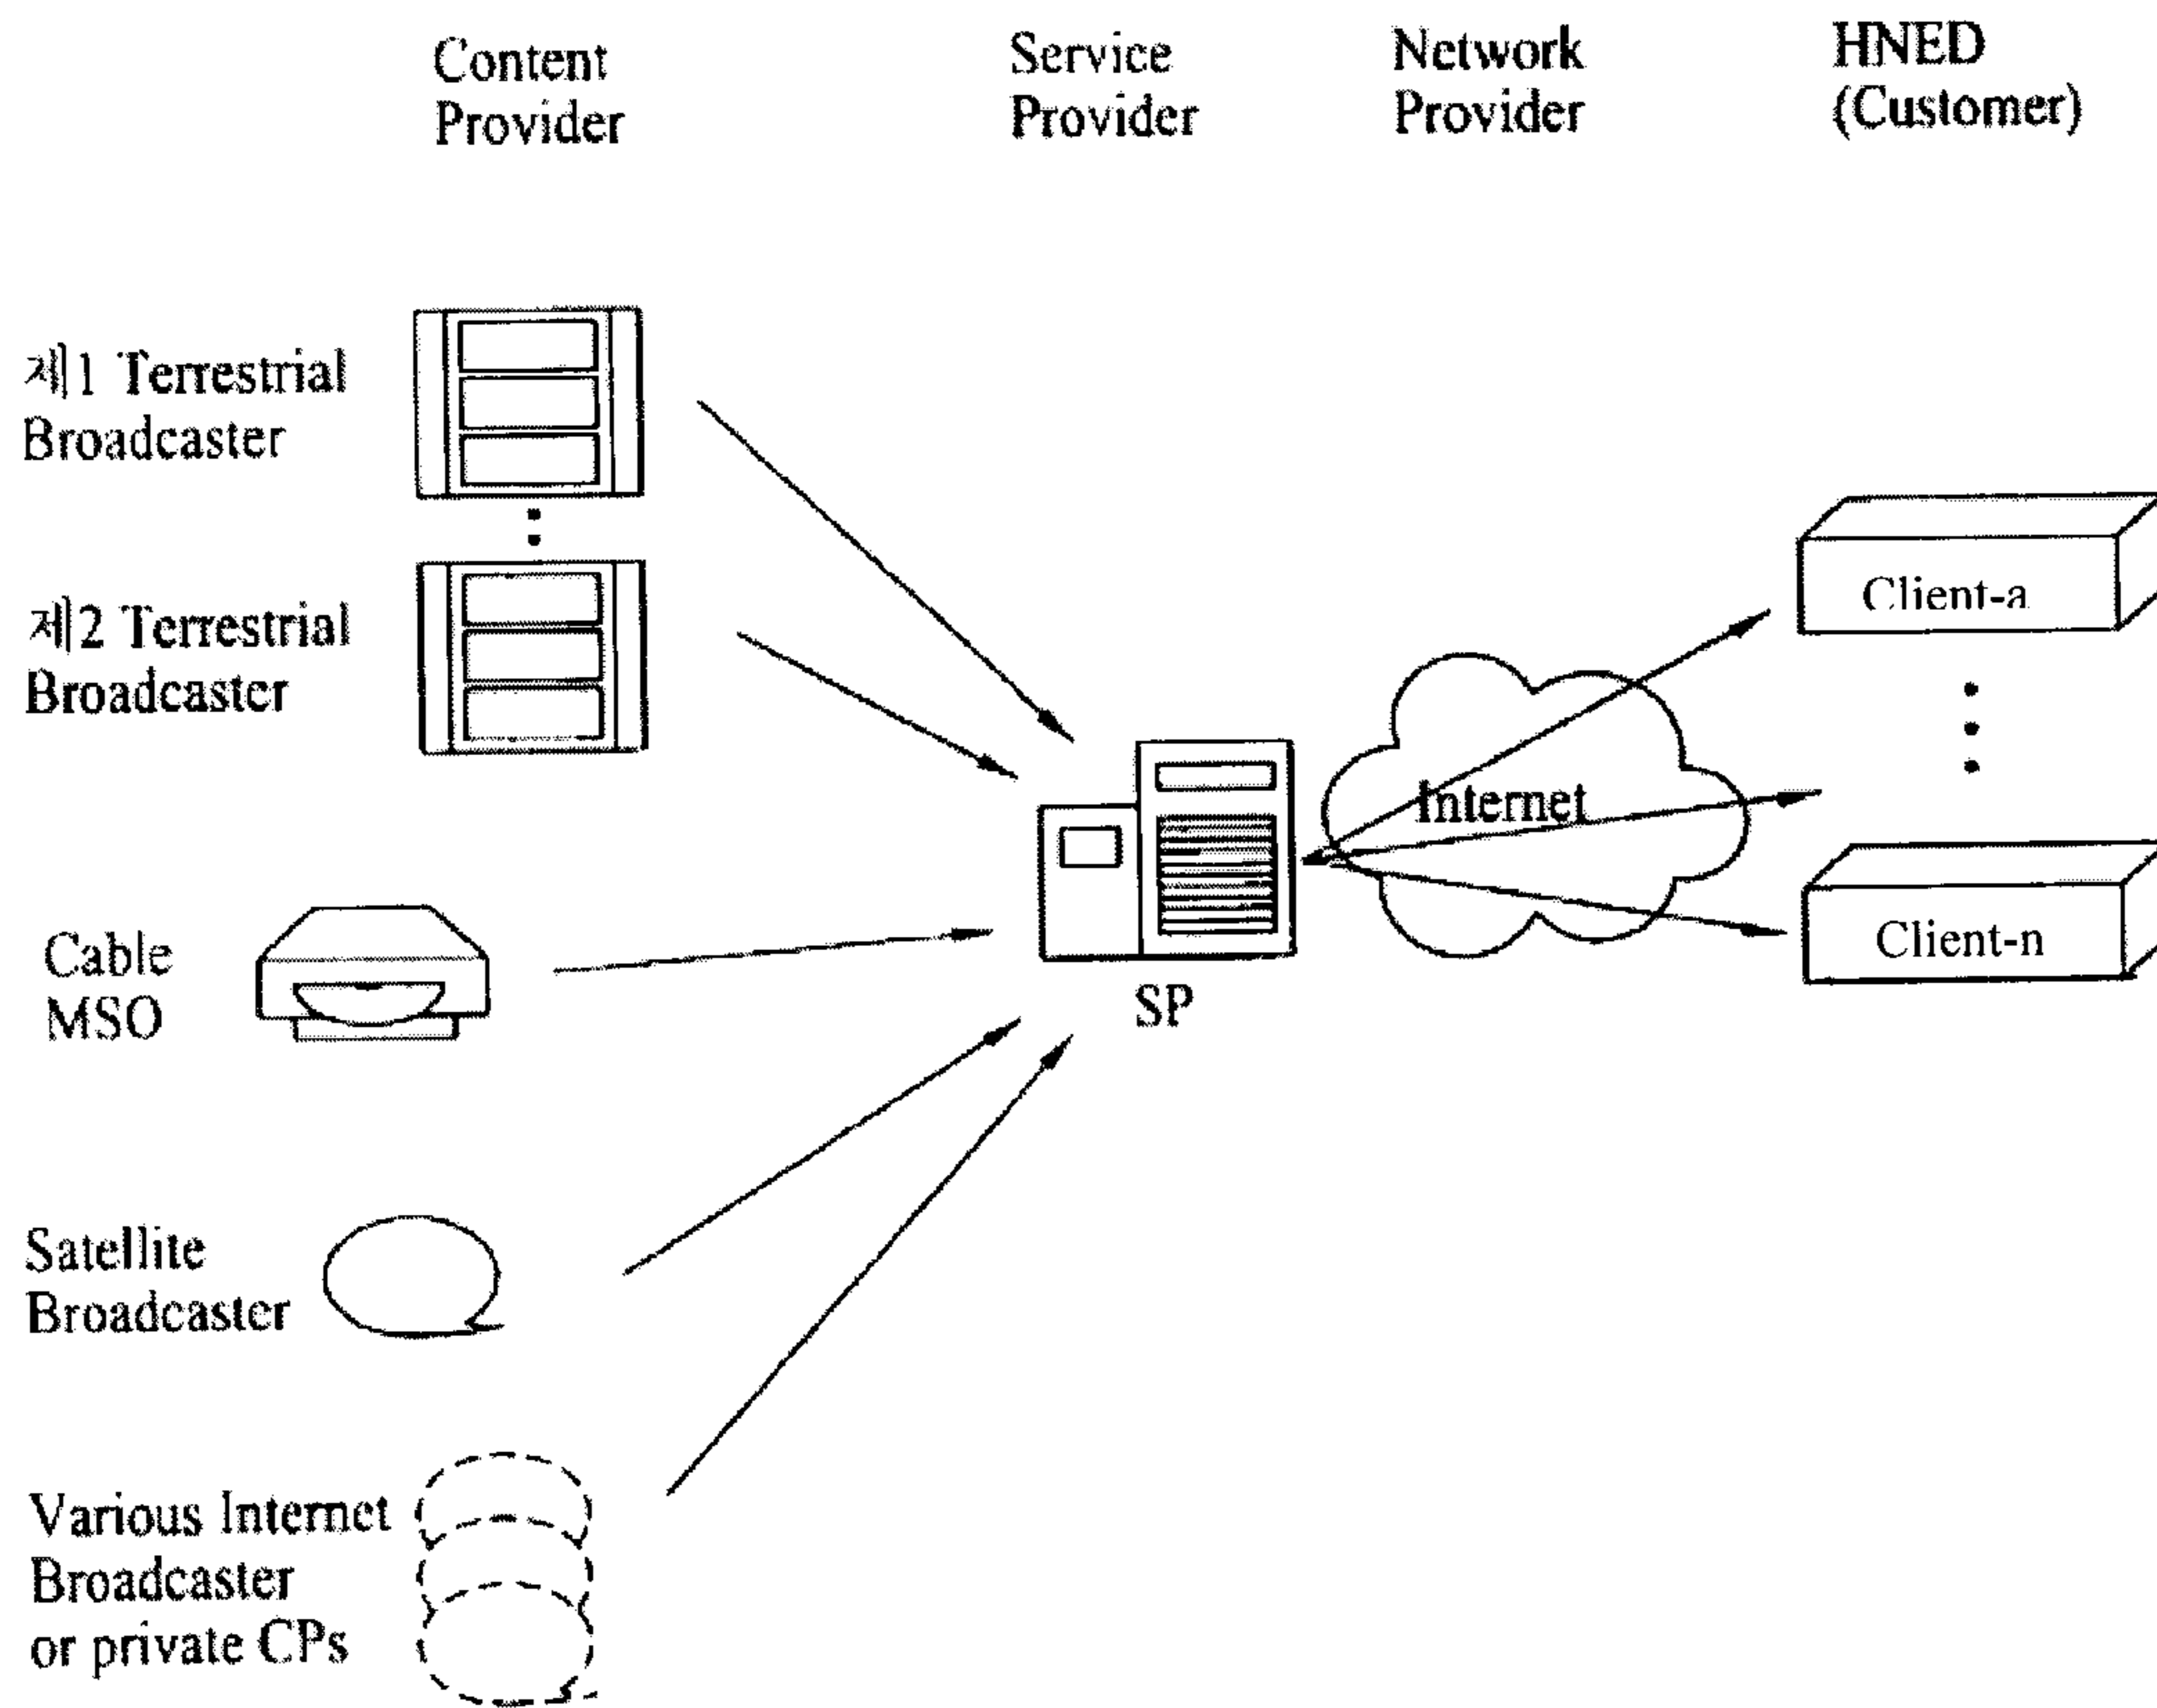 Content
Provider
Service
Provider
Network
Provider
HNED
(Customer)
제1 Terrestrial
Broadcaster
제2 Terrestrial
Broadcaster
Client-a
Internet
Cable
MSO
SP
Client-n
Satellite
Broadcaster
Various Internet
Broadcaster
or private CPs